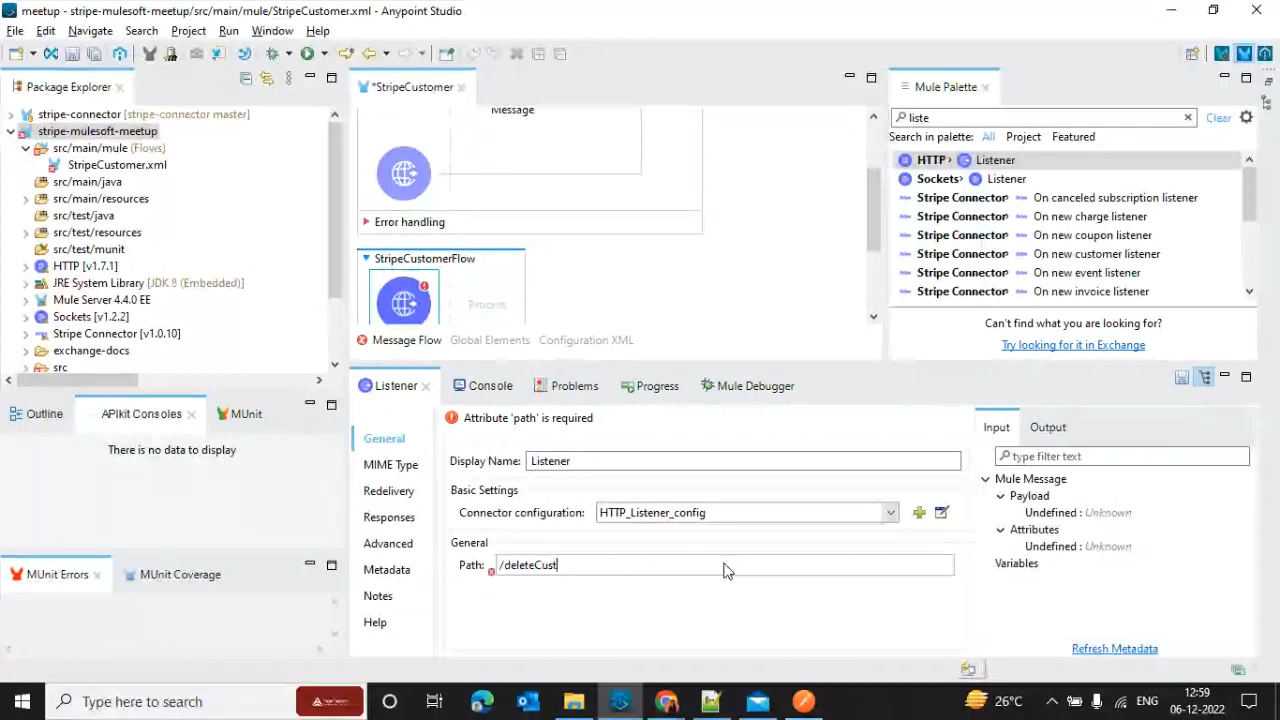 meetup - stripe-mulesoft-meetup/src/main/mule/StripeCustomer.xml - Anypoint Studio
File Edit Navigate Search Project Run Window Help
Package Explorer
stripe-connector [stripe-connector master]
stripe-mulesoft-meetup
src/main/mule (Flows)
StripeCustomer.xml
src/main/java
src/main/resources
src/test/java
src/test/resources
src/test/munit
HTTP [v1.7.1]
JRE System Library [JDK 8 (Embedded)]
Mule Server 4.4.0 EE
Sockets [v1.2.2]
Stripe Connector [v1.0.10]
exchange-docs
src
Outline APIkit Consoles MUnit
There is no data to display
MUnit Errors MUnit Coverage
*StripeCustomer
Message
Error handling
StripeCustomerFlow
Process
Message Flow Global Elements Configuration XML
Mule Palette
liste Clear
Search in palette: All Project Featured
HTTP> Listener
Sockets> Listener
Stripe Connector On canceled subscription listener
Stripe Connector On new charge listener
Stripe Connector On new coupon listener
Stripe Connector On new customer listener
Stripe Connector On new event listener
Stripe Connector On new invoice listener
Can't find what you are looking for?
Try looking for it in Exchange
Listener Console Problems Progress Mule Debugger
General
MIME Type
Redelivery
Responses
Advanced
Metadata
Notes
Help
Attribute 'path' is required
Display Name: Listener
Basic Settings
Connector configuration: HTTP_Listener_config
General
Path: /deleteCust
Input Output
type filter text
Mule Message
Payload
Undefined : Unknown
Attributes
Undefined : Unknown
Variables
Refresh Metadata
Type here to search
26°C ENG 12:59
06-12-2022